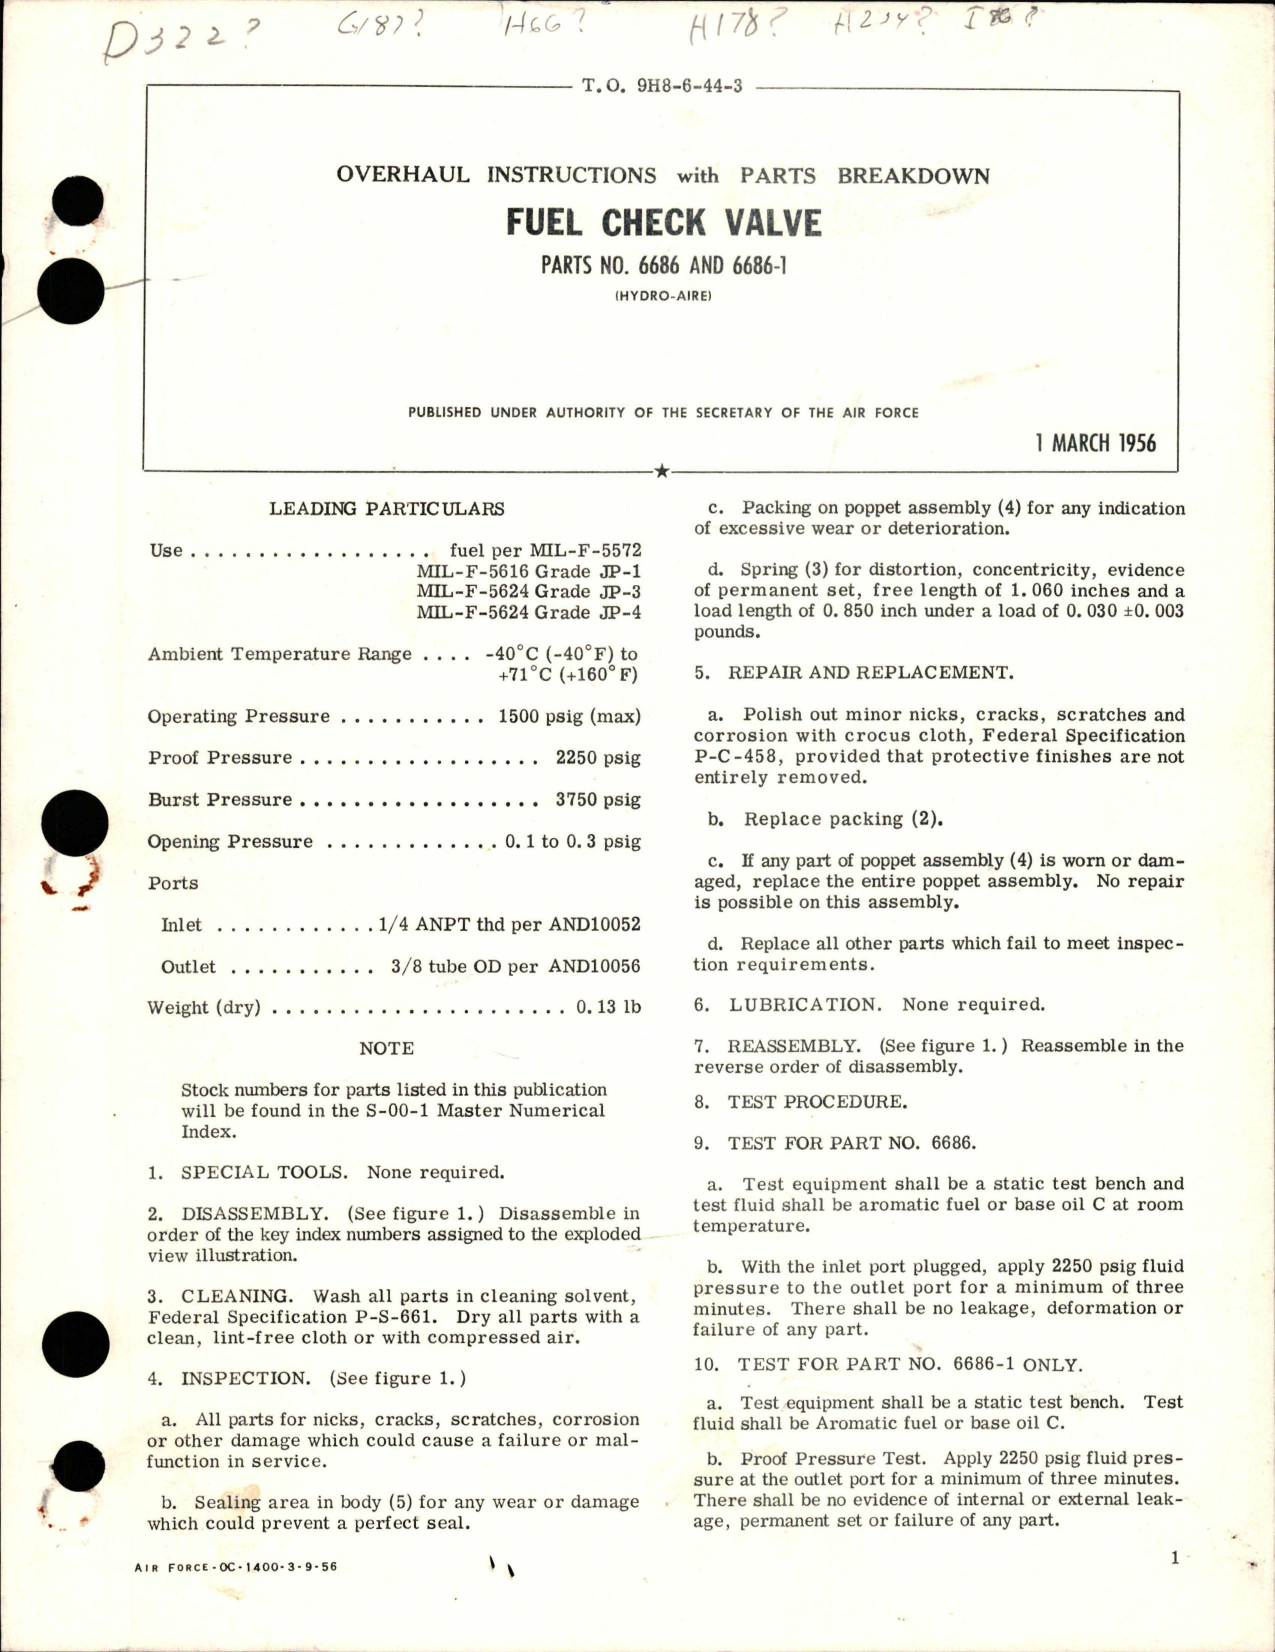 D322? G187? H66? H178? H234? I86?
T.O. 9H8-6-44-3
OVERHAUL INSTRUCTIONS with PARTS BREAKDOWN
FUEL CHECK VALVE
PARTS NO. 6686 AND 6686-1
(HYDRO-AIRE)
PUBLISHED UNDER AUTHORITY OF THE SECRETARY OF THE AIR FORCE
1 MARCH 1956
LEADING PARTICULARS
Use . . . . . . . . . . . . . . . . . . fuel per MIL-F-5572
MIL-F-5616 Grade JP-1
MIL-F-5624 Grade JP-3
MIL-F-5624 Grade JP-4
Ambient Temperature Range . . . . -40°C (-40°F) to
+71°C (+160°F)
Operating Pressure . . . . . . . . . . . 1500 psig (max)
Proof Pressure . . . . . . . . . . . . . . . . . . 2250 psig
Burst Pressure . . . . . . . . . . . . . . . . . . 3750 psig
Opening Pressure . . . . . . . . . . . . . 0.1 to 0.3 psig
Ports
Inlet . . . . . . . . . . . . 1/4 ANPT thd per AND10052
Outlet . . . . . . . . . . . 3/8 tube OD per AND10056
Weight (dry) . . . . . . . . . . . . . . . . . . . . . . 0.13 lb
NOTE
Stock numbers for parts listed in this publication
will be found in the S-00-1 Master Numerical
Index.
1. SPECIAL TOOLS. None required.
2. DISASSEMBLY. (See figure 1.) Disassemble in
order of the key index numbers assigned to the exploded
view illustration.
3. CLEANING. Wash all parts in cleaning solvent,
Federal Specification P-S-661. Dry all parts with a
clean, lint-free cloth or with compressed air.
4. INSPECTION. (See figure 1.)
a. All parts for nicks, cracks, scratches, corrosion
or other damage which could cause a failure or mal-
function in service.
b. Sealing area in body (5) for any wear or damage
which could prevent a perfect seal.
c. Packing on poppet assembly (4) for any indication
of excessive wear or deterioration.
d. Spring (3) for distortion, concentricity, evidence
of permanent set, free length of 1.060 inches and a
load length of 0.850 inch under a load of 0.030 ±0.003
pounds.
5. REPAIR AND REPLACEMENT.
a. Polish out minor nicks, cracks, scratches and
corrosion with crocus cloth, Federal Specification
P-C-458, provided that protective finishes are not
entirely removed.
b. Replace packing (2).
c. If any part of poppet assembly (4) is worn or dam-
aged, replace the entire poppet assembly. No repair
is possible on this assembly.
d. Replace all other parts which fail to meet inspec-
tion requirements.
6. LUBRICATION. None required.
7. REASSEMBLY. (See figure 1.) Reassemble in the
reverse order of disassembly.
8. TEST PROCEDURE.
9. TEST FOR PART NO. 6686.
a. Test equipment shall be a static test bench and
test fluid shall be aromatic fuel or base oil C at room
temperature.
b. With the inlet port plugged, apply 2250 psig fluid
pressure to the outlet port for a minimum of three
minutes. There shall be no leakage, deformation or
failure of any part.
10. TEST FOR PART NO. 6686-1 ONLY.
a. Test equipment shall be a static test bench. Test
fluid shall be Aromatic fuel or base oil C.
b. Proof Pressure Test. Apply 2250 psig fluid pres-
sure at the outlet port for a minimum of three minutes.
There shall be no evidence of internal or external leak-
age, permanent set or failure of any part.
AIR FORCE-OC-1400-3-9-56
1